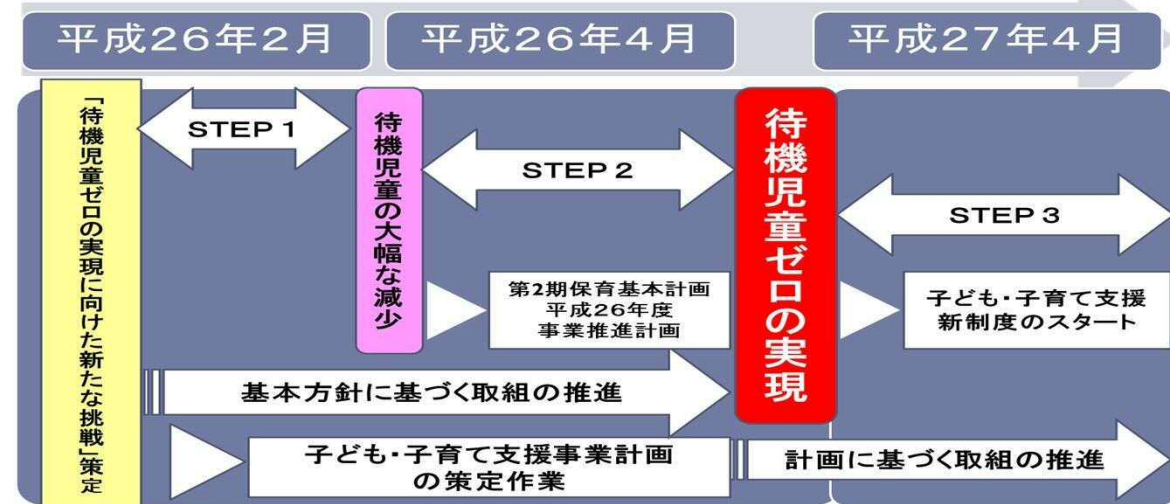 平成26年2月
平成26年4月
平成27年4月
「待機児童ゼロの実現に向けた新たな挑戦」策定
STEP 1
待機児童の大幅な減少
STEP 2
待機児童ゼロの実現
STEP 3
第2期保育基本計画
平成26年度
事業推進計画
子ども・子育て支援
新制度のスタート
基本方針に基づく取組の推進
子ども・子育て支援事業計画
の策定作業
計画に基づく取組の推進